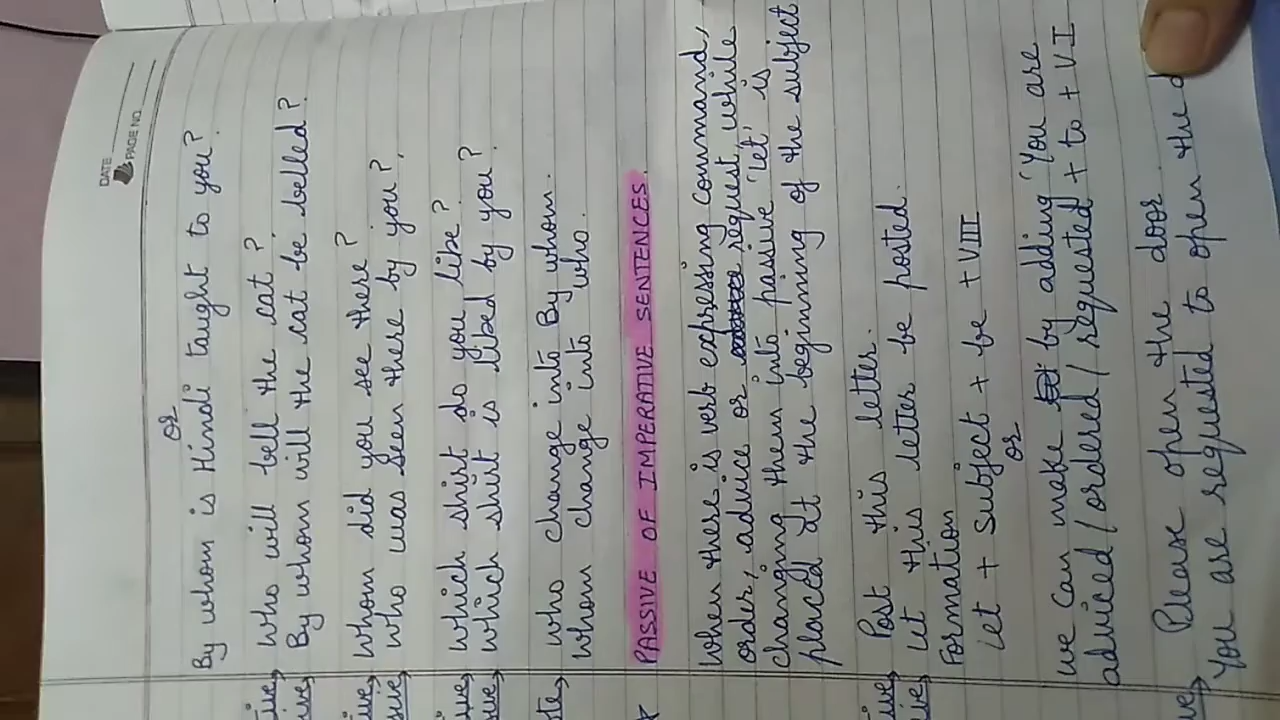 DATE
PAGE NO.
or
By whom is Hindi taught to you?
Who will bell the cat?
By whom will the cat be belled?
Whom did you see there?
Who was seen there by you?
Which shirt do you like?
Which shirt is liked by you?
Who change into By whom.
Whom change into who.
PASSIVE OF IMPERATIVE SENTENCES.
When there is verb expressing command,
order, advice or request, while
changing them into passive 'Let' is
placed at the beginning of the subject
Post this letter.
Let this letter be posted.
Formation
Let + Subject + be + VIII
or
We can make by adding 'You are
adviced / ordered / requested + to + VI
Please open the door.
You are requested to open the d